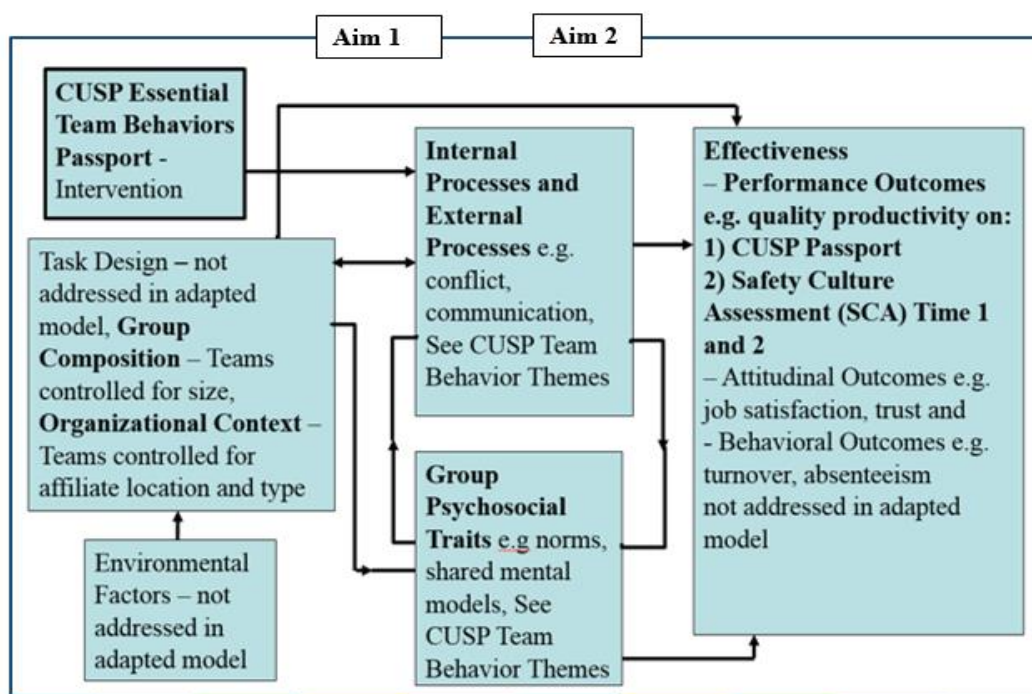 Aim 1
Aim 2
CUSP Essential
Team Behaviors
Passport -
Intervention
Task Design – not
addressed in adapted
model, Group
Composition – Teams
controlled for size,
Organizational Context –
Teams controlled for
affiliate location and type
Environmental
Factors – not
addressed in
adapted model
Internal
Processes and
External
Processes e.g.
conflict,
communication,
See CUSP Team
Behavior Themes
Group
Psychosocial
Traits e.g norms,
shared mental
models, See
CUSP Team
Behavior Themes
Effectiveness
– Performance Outcomes
e.g. quality productivity on:
1) CUSP Passport
2) Safety Culture
Assessment (SCA) Time 1
and 2
– Attitudinal Outcomes e.g.
job satisfaction, trust and
- Behavioral Outcomes e.g.
turnover, absenteeism
not addressed in adapted
model